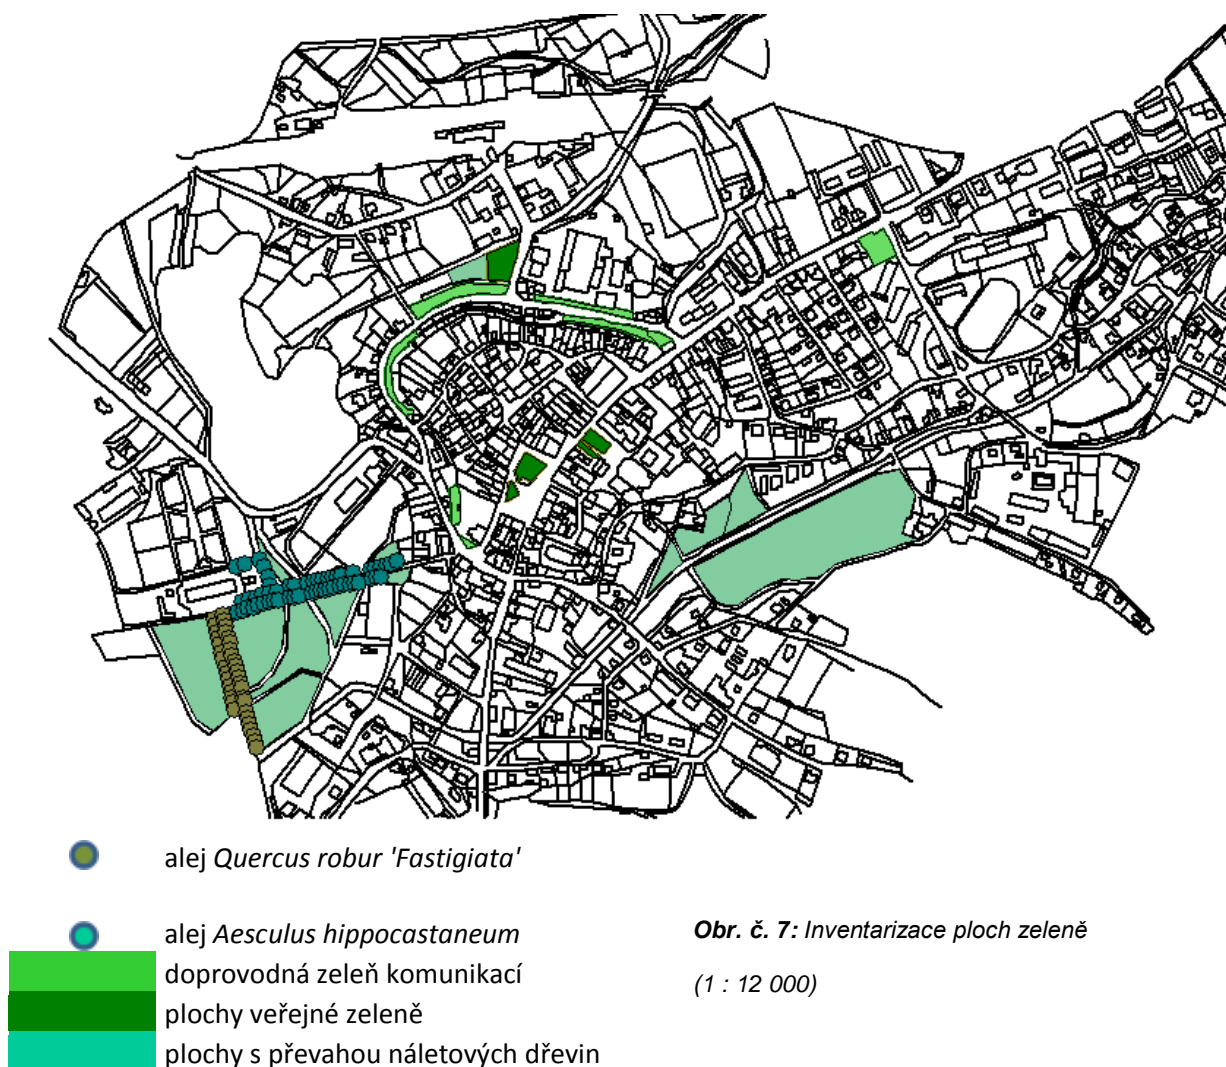 alej Quercus robur 'Fastigiata'
alej Aesculus hippocastaneum
doprovodná zeleň komunikací
plochy veřejné zeleně
plochy s převahou náletových dřevin
Obr. č. 7: Inventarizace ploch zeleně
(1 : 12 000)